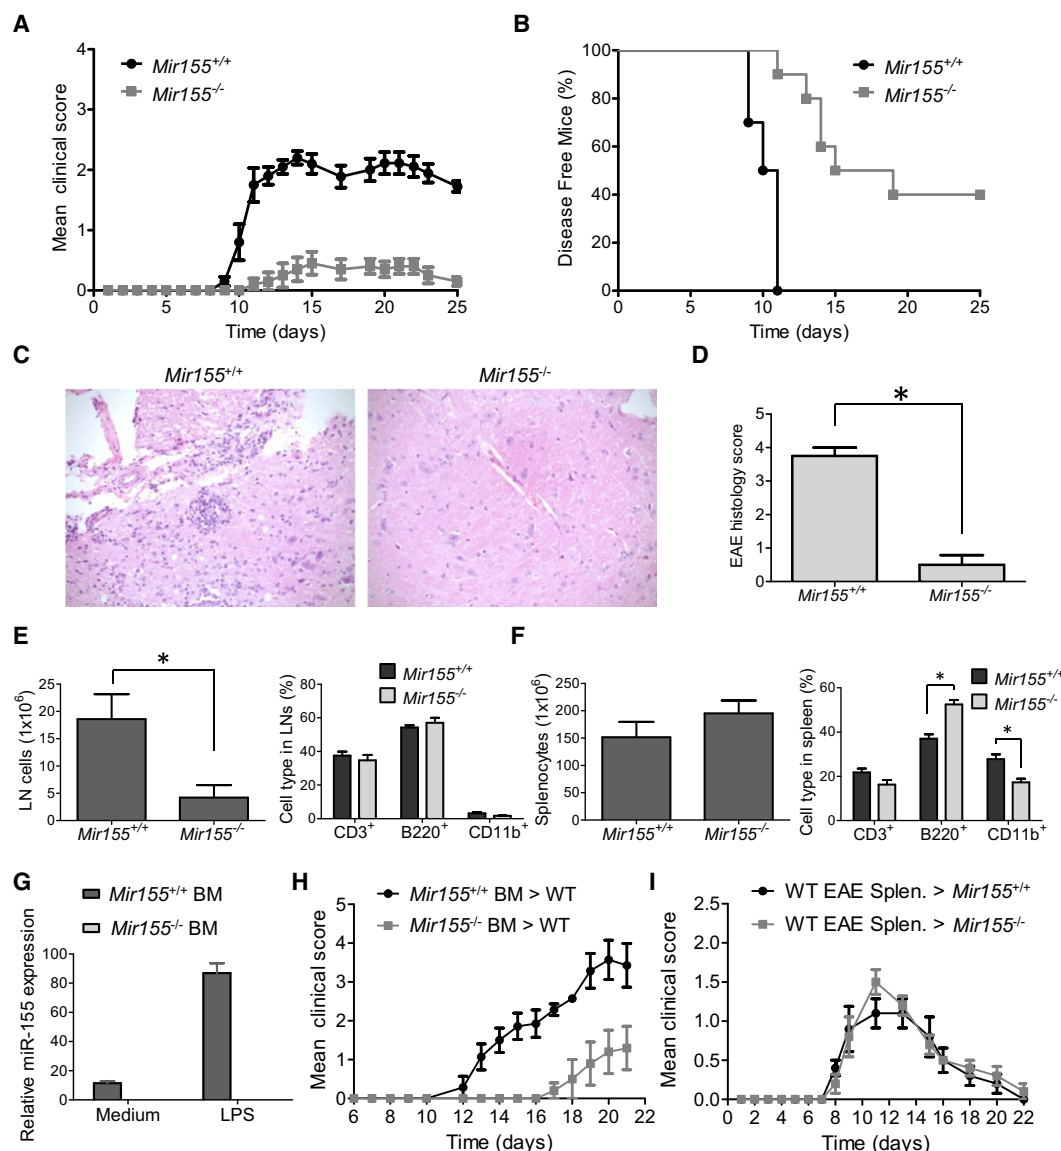 A
Mean clinical score
4
3
2
1
0
0 5 10 15 20 25
Time (days)
Mir155+/+
Mir155-/-
B
Disease Free Mice (%)
100
80
60
40
20
0
0 5 10 15 20 25
Time (days)
Mir155+/+
Mir155-/-
C
Mir155+/+
Mir155-/-
D
EAE histology score
5
4
3
2
1
0
*
Mir155+/+ Mir155-/-
E
LN cells (1x10^6)
25
20
15
10
5
0
*
Mir155+/+ Mir155-/-
Cell type in LNs (%)
80
60
40
20
0
Mir155+/+
Mir155-/-
CD3+ B220+ CD11b+
F
Splenocytes (1x10^6)
250
200
150
100
50
0
Mir155+/+ Mir155-/-
Cell type in spleen (%)
60
40
20
0
*
*
Mir155+/+
Mir155-/-
CD3+ B220+ CD11b+
G
Mir155+/+ BM
Mir155-/- BM
Relative miR-155 expression
100
80
60
40
20
0
Medium LPS
H
Mir155+/+ BM > WT
Mir155-/- BM > WT
Mean clinical score
5
4
3
2
1
0
6 8 10 12 14 16 18 20 22
Time (days)
I
WT EAE Splen. > Mir155+/+
WT EAE Splen. > Mir155-/-
Mean clinical score
2.5
2.0
1.5
1.0
0.5
0.0
0 2 4 6 8 10 12 14 16 18 20 22
Time (days)